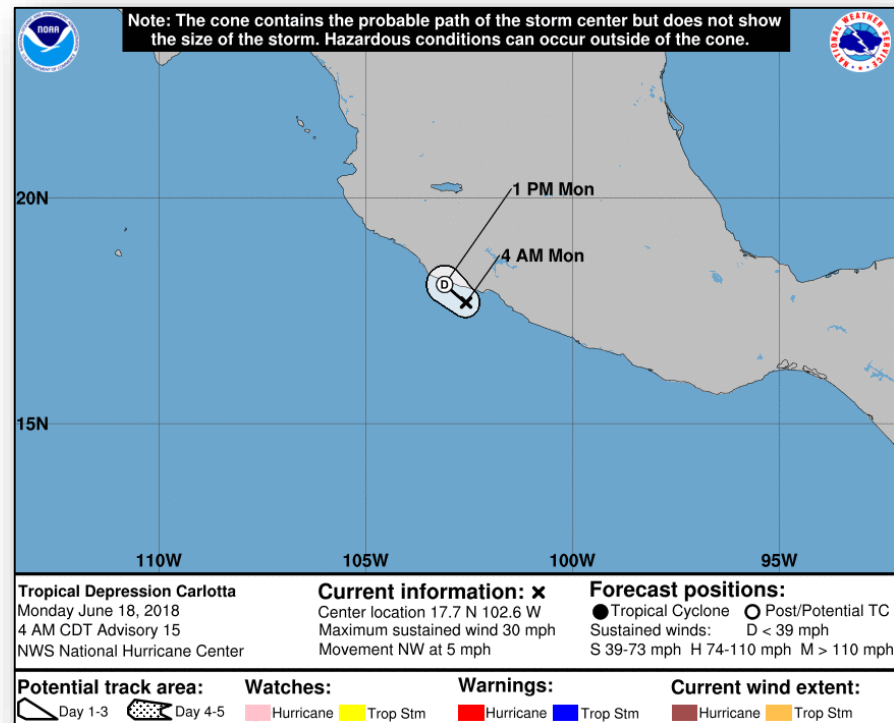 Note: The cone contains the probable path of the storm center but does not show
the size of the storm. Hazardous conditions can occur outside of the cone.
NOAA
NATIONAL WEATHER SERVICE
20N
1 PM Mon
4 AM Mon
D
15N
110W 105W 100W 95W
Tropical Depression Carlotta
Monday June 18, 2018
4 AM CDT Advisory 15
NWS National Hurricane Center
Current information: x
Center location 17.7 N 102.6 W
Maximum sustained wind 30 mph
Movement NW at 5 mph
Forecast positions:
Tropical Cyclone Post/Potential TC
Sustained winds: D < 39 mph
S 39-73 mph H 74-110 mph M > 110 mph
Potential track area:
Day 1-3 Day 4-5
Watches:
Hurricane Trop Stm
Warnings:
Hurricane Trop Stm
Current wind extent:
Hurricane Trop Stm